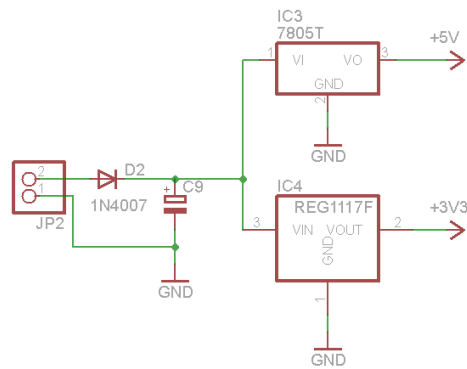 IC3
7805T
+5V
1
VI
VO
3
GND
2
GND
D2
2
1
1N4007
JP2
+
C9
GND
IC4
REG1117F
+3V3
3
VIN
VOUT
2
GND
1
GND